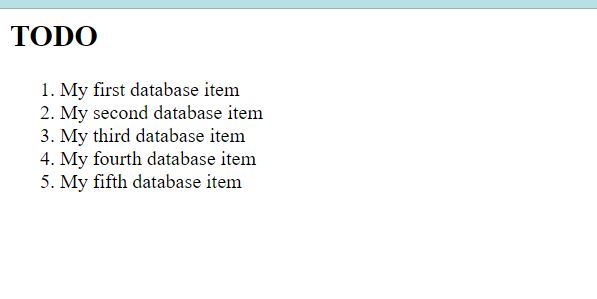 TODO
1. My first database item
2. My second database item
3. My third database item
4. My fourth database item
5. My fifth database item